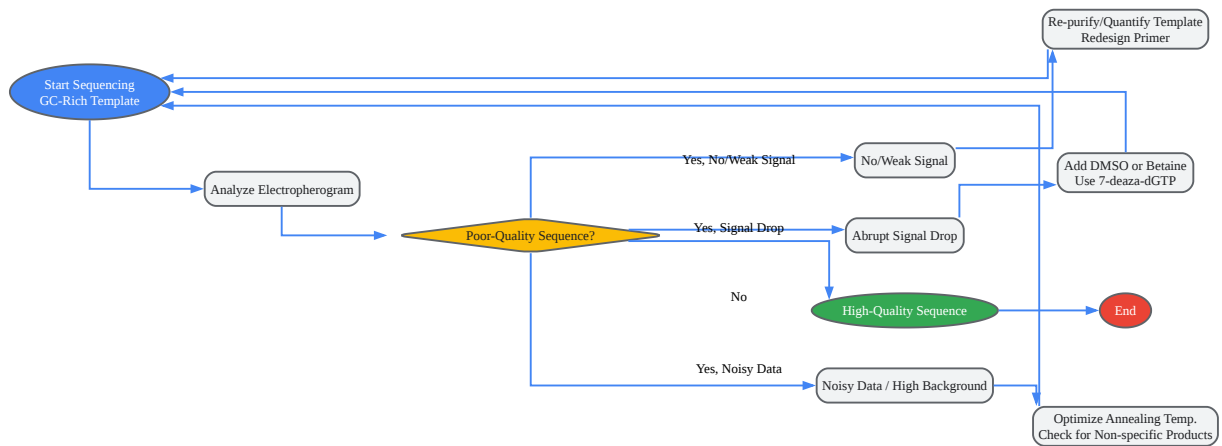 Re-purify/Quantify Template
Redesign Primer
Start Sequencing
GC-Rich Template
Yes, No/Weak Signal
No/Weak Signal
Add DMSO or Betaine
Use 7-deaza-dGTP
Analyze Electropherogram
Poor-Quality Sequence?
Yes, Signal Drop
Abrupt Signal Drop
No
High-Quality Sequence
End
Yes, Noisy Data
Noisy Data / High Background
Optimize Annealing Temp.
Check for Non-specific Products